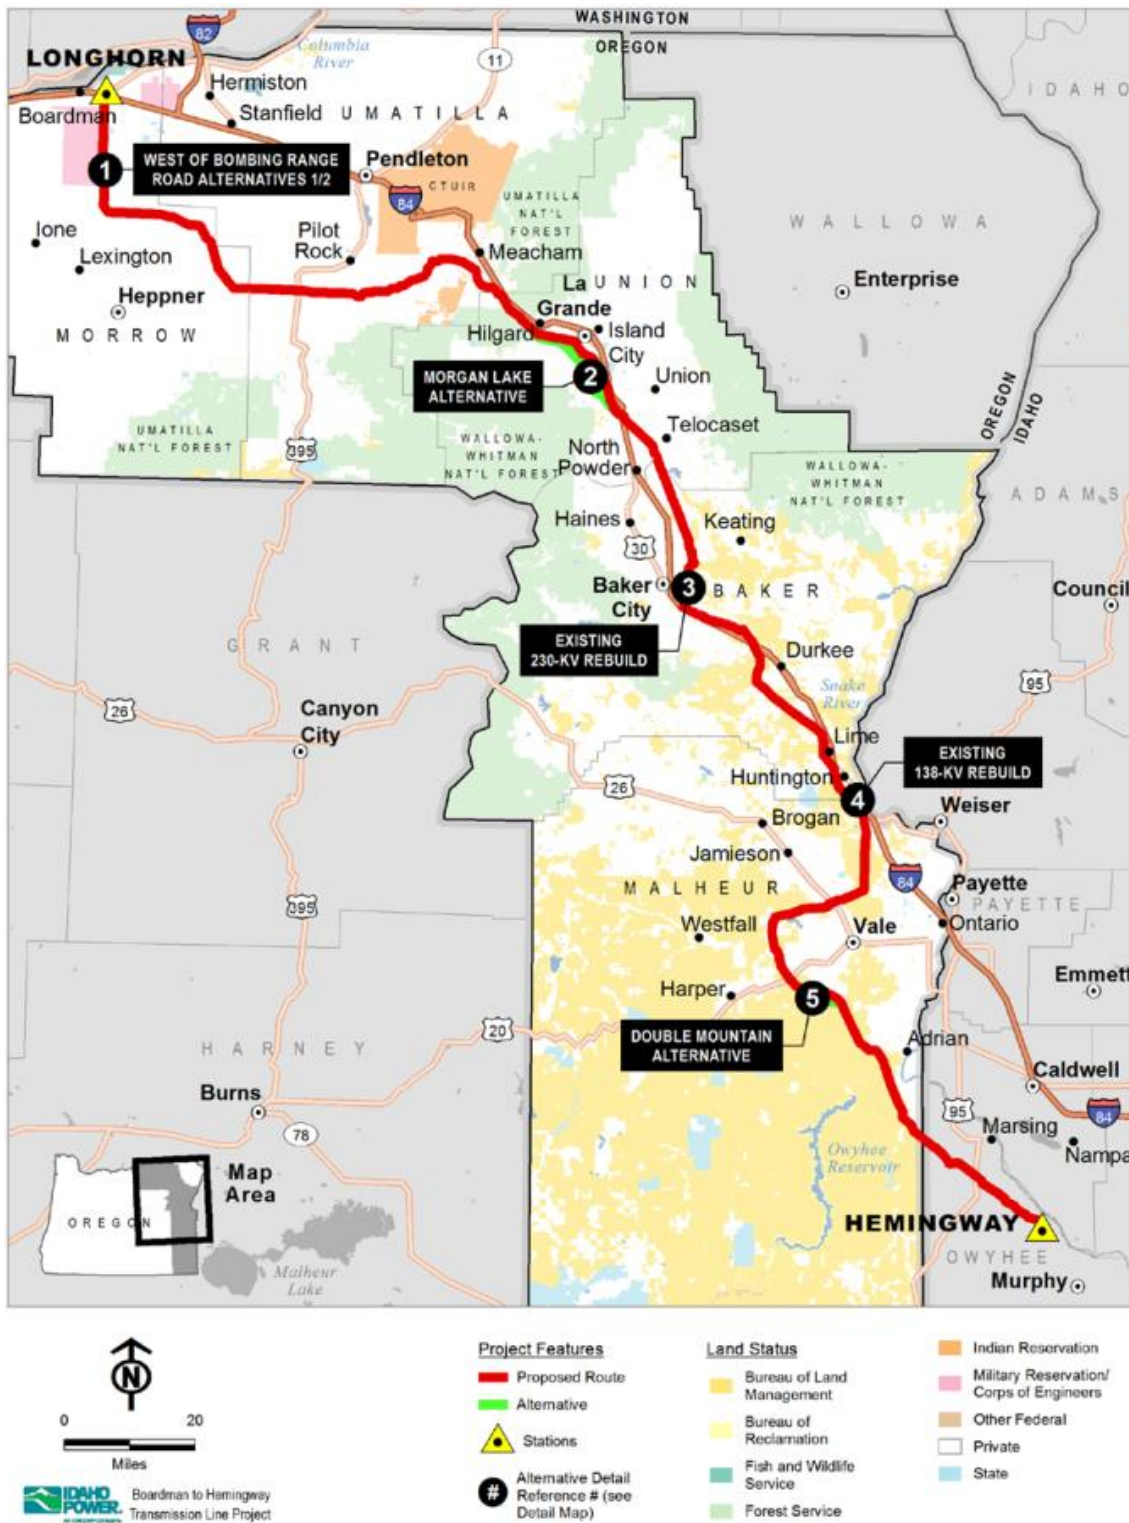 WASHINGTON
OREGON
82
LONGHORN
Columbia
River
11
Hermiston
Boardman
Stanfield
UMATILLA
IDAHO
1
WEST OF BOMBING RANGE
ROAD ALTERNATIVES 1/2
Pendleton
CTUIR
84
UMATILLA
NAT'L
FOREST
WALLOWA
Ione
Pilot
Rock
Meacham
Lexington
Heppner
La
Grande
UNION
Enterprise
MORROW
Hilgard
Island
City
2
MORGAN LAKE
ALTERNATIVE
Union
OREGON
IDAHO
UMATILLA
NAT'L FOREST
395
WALLOWA-
WHITMAN
NAT'L FOREST
Telocaset
North
Powder
WALLOWA-
WHITMAN
NAT'L FOREST
ADAMS
Haines
Keating
30
Baker
City
3
BAKER
Council
EXISTING
230-KV REBUILD
GRANT
Durkee
Snake
River
95
26
Canyon
City
Lime
EXISTING
138-KV REBUILD
Huntington
4
26
Brogan
Weiser
Jamieson
MALHEUR
84
Payette
PAYETTE
395
Westfall
Vale
Ontario
Harper
5
Emmett
20
DOUBLE MOUNTAIN
ALTERNATIVE
HARNEY
Adrian
Caldwell
Burns
95
84
78
Marsing
Nampa
Owyhee
Reservoir
Map
Area
OREGON
HEMINGWAY
OWYHEE
Malheur
Lake
Murphy
N
0 20
Miles
IDAHO
POWER
Boardman to Hemingway
Transmission Line Project
Project Features
Proposed Route
Alternative
Stations
# Alternative Detail
Reference # (see
Detail Map)
Land Status
Bureau of Land
Management
Bureau of
Reclamation
Fish and Wildlife
Service
Forest Service
Indian Reservation
Military Reservation/
Corps of Engineers
Other Federal
Private
State